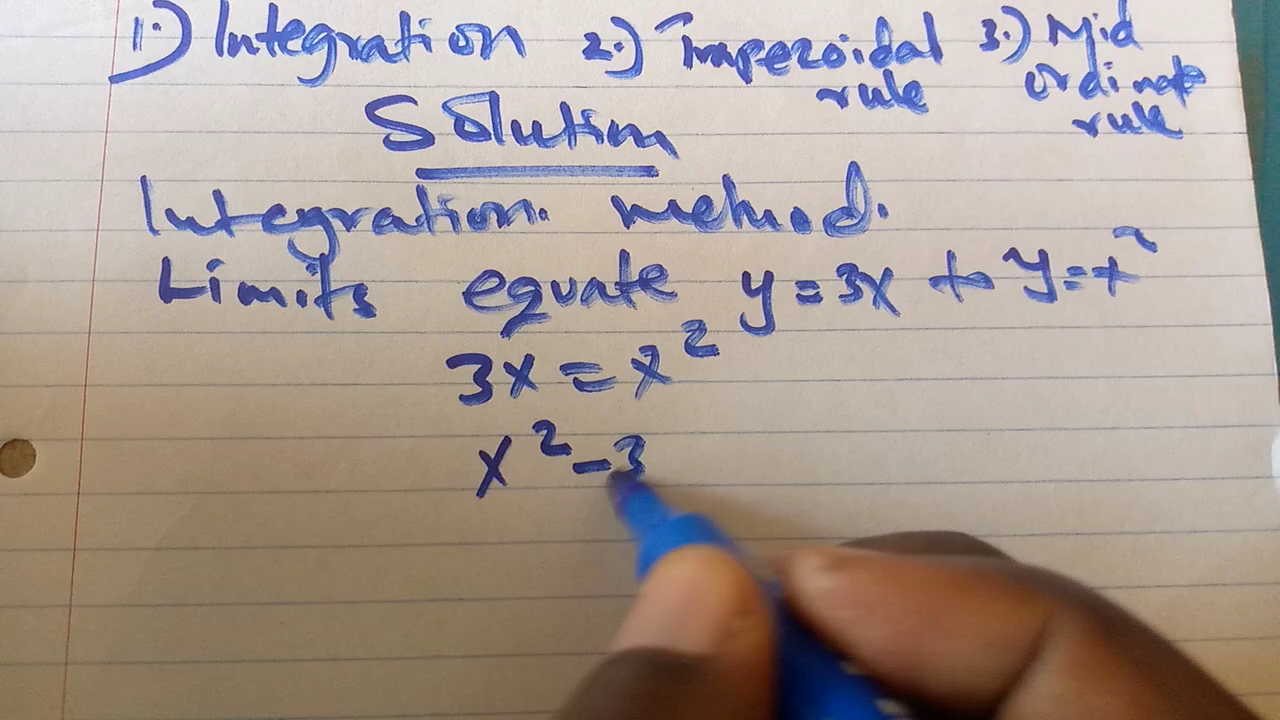 1.) Integration 2.) Trapezoidal rule 3.) Mid ordinate rule
Solution
Integration. method.
Limits equate y = 3x to y = x²
3x = x²
x² - 3